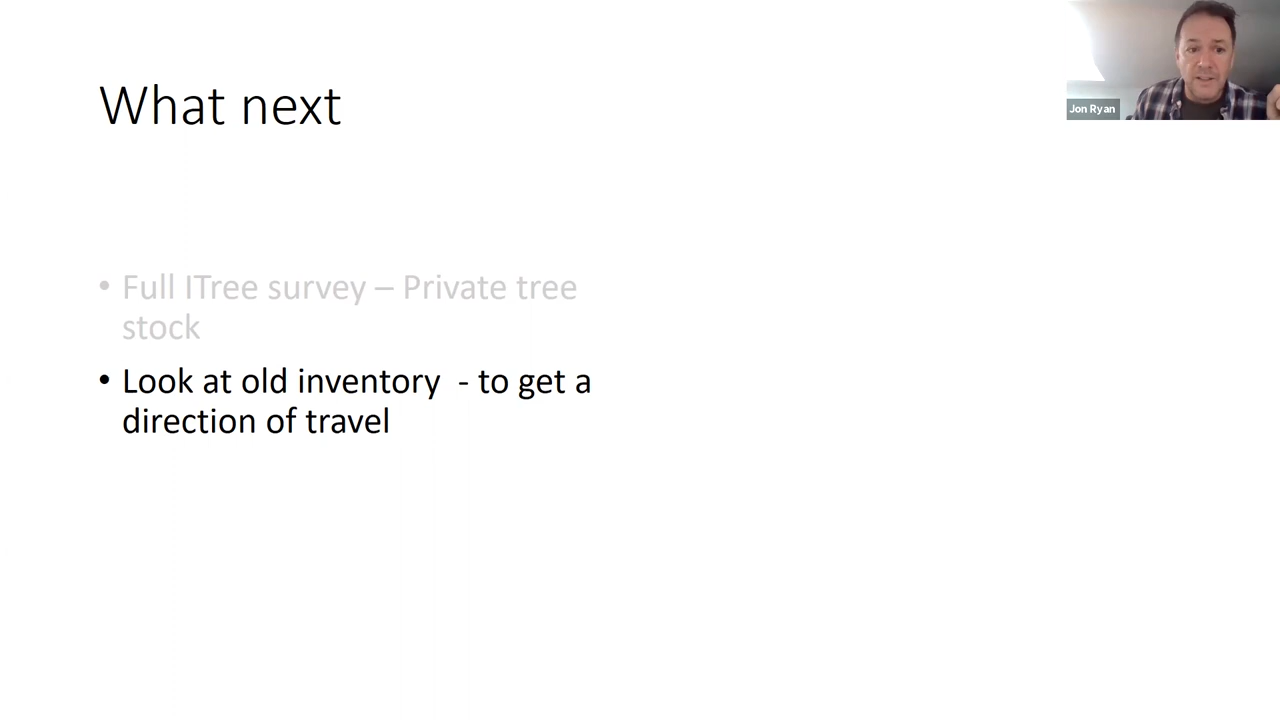 What next
Jon Ryan
• Full ITree survey – Private tree
stock
• Look at old inventory  - to get a
direction of travel